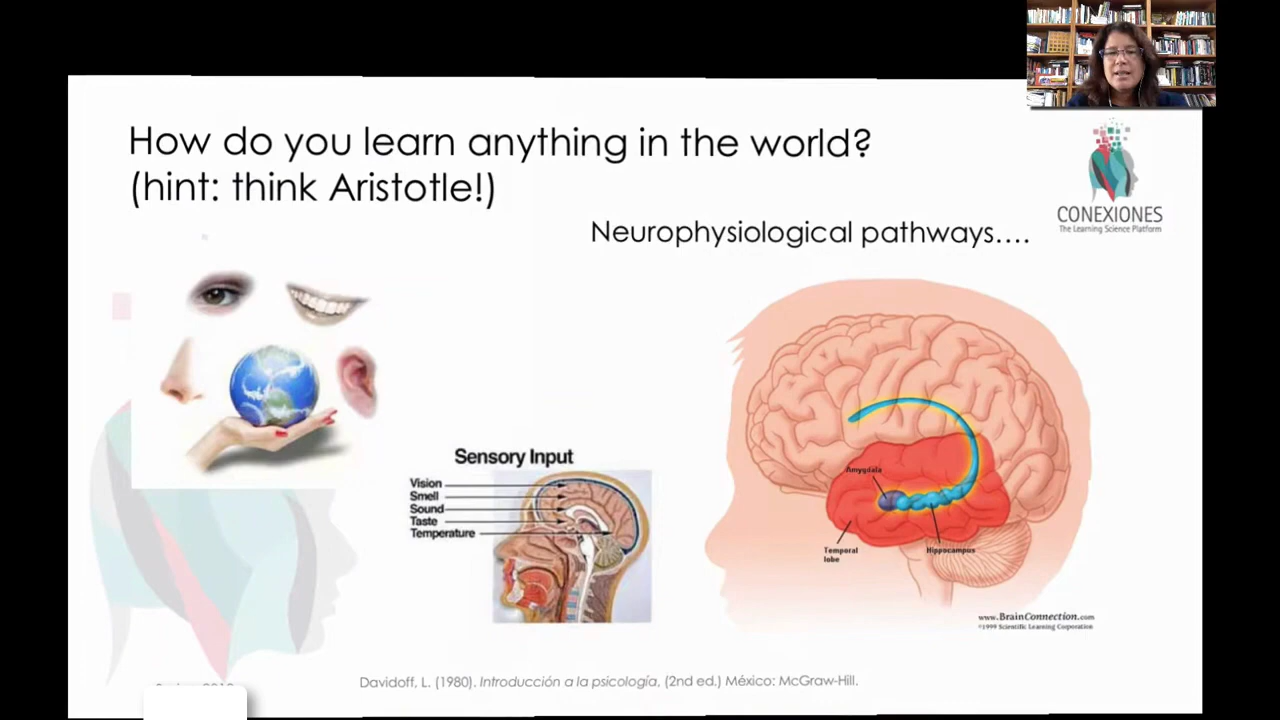 How do you learn anything in the world?
(hint: think Aristotle!)
CONEXIONES
The Learning Science Platform
Neurophysiological pathways....
Sensory Input
Vision
Smell
Sound
Taste
Temperature
Amygdala
Temporal
lobe
Hippocampus
www.BrainConnection.com
©1999 Scientific Learning Corporation
Davidoff, L. (1980). Introducción a la psicología, (2nd ed.) México: McGraw-Hill.